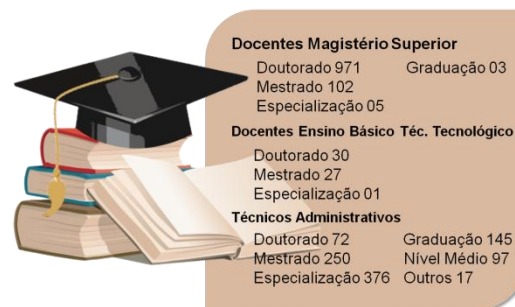 Docentes Magistério Superior
Doutorado 971 Graduação 03
Mestrado 102
Especialização 05
Docentes Ensino Básico Téc. Tecnológico
Doutorado 30
Mestrado 27
Especialização 01
Técnicos Administrativos
Doutorado 72 Graduação 145
Mestrado 250 Nível Médio 97
Especialização 376 Outros 17